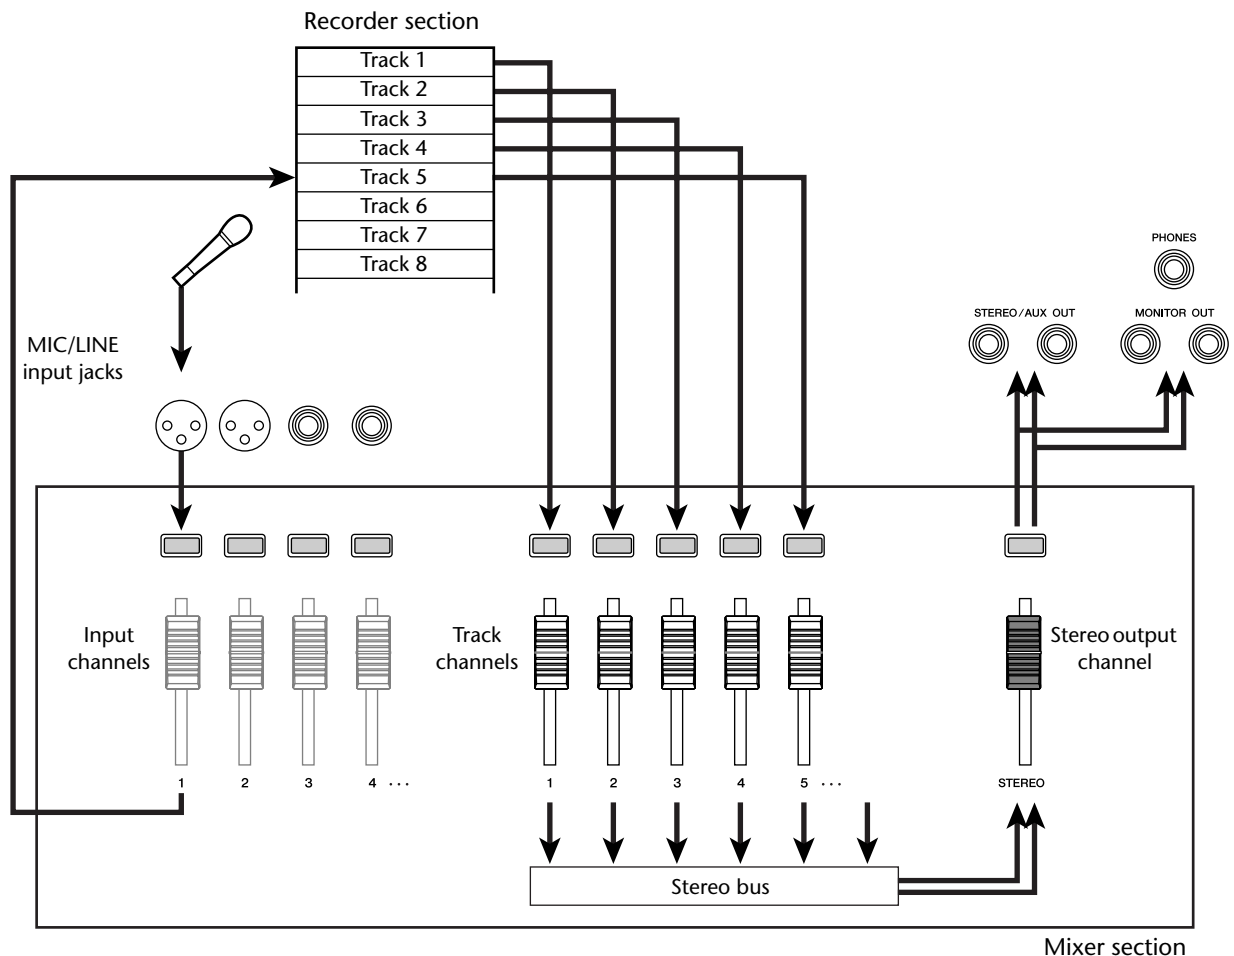 Recorder section
Track 1
Track 2
Track 3
Track 4
Track 5
Track 6
Track 7
Track 8
PHONES
STEREO/AUX OUT
MONITOR OUT
MIC/LINE
input jacks
Input
channels
Track
channels
Stereo output
channel
1 2 3 4 ...
1 2 3 4 5 ...
STEREO
Stereo bus
Mixer section